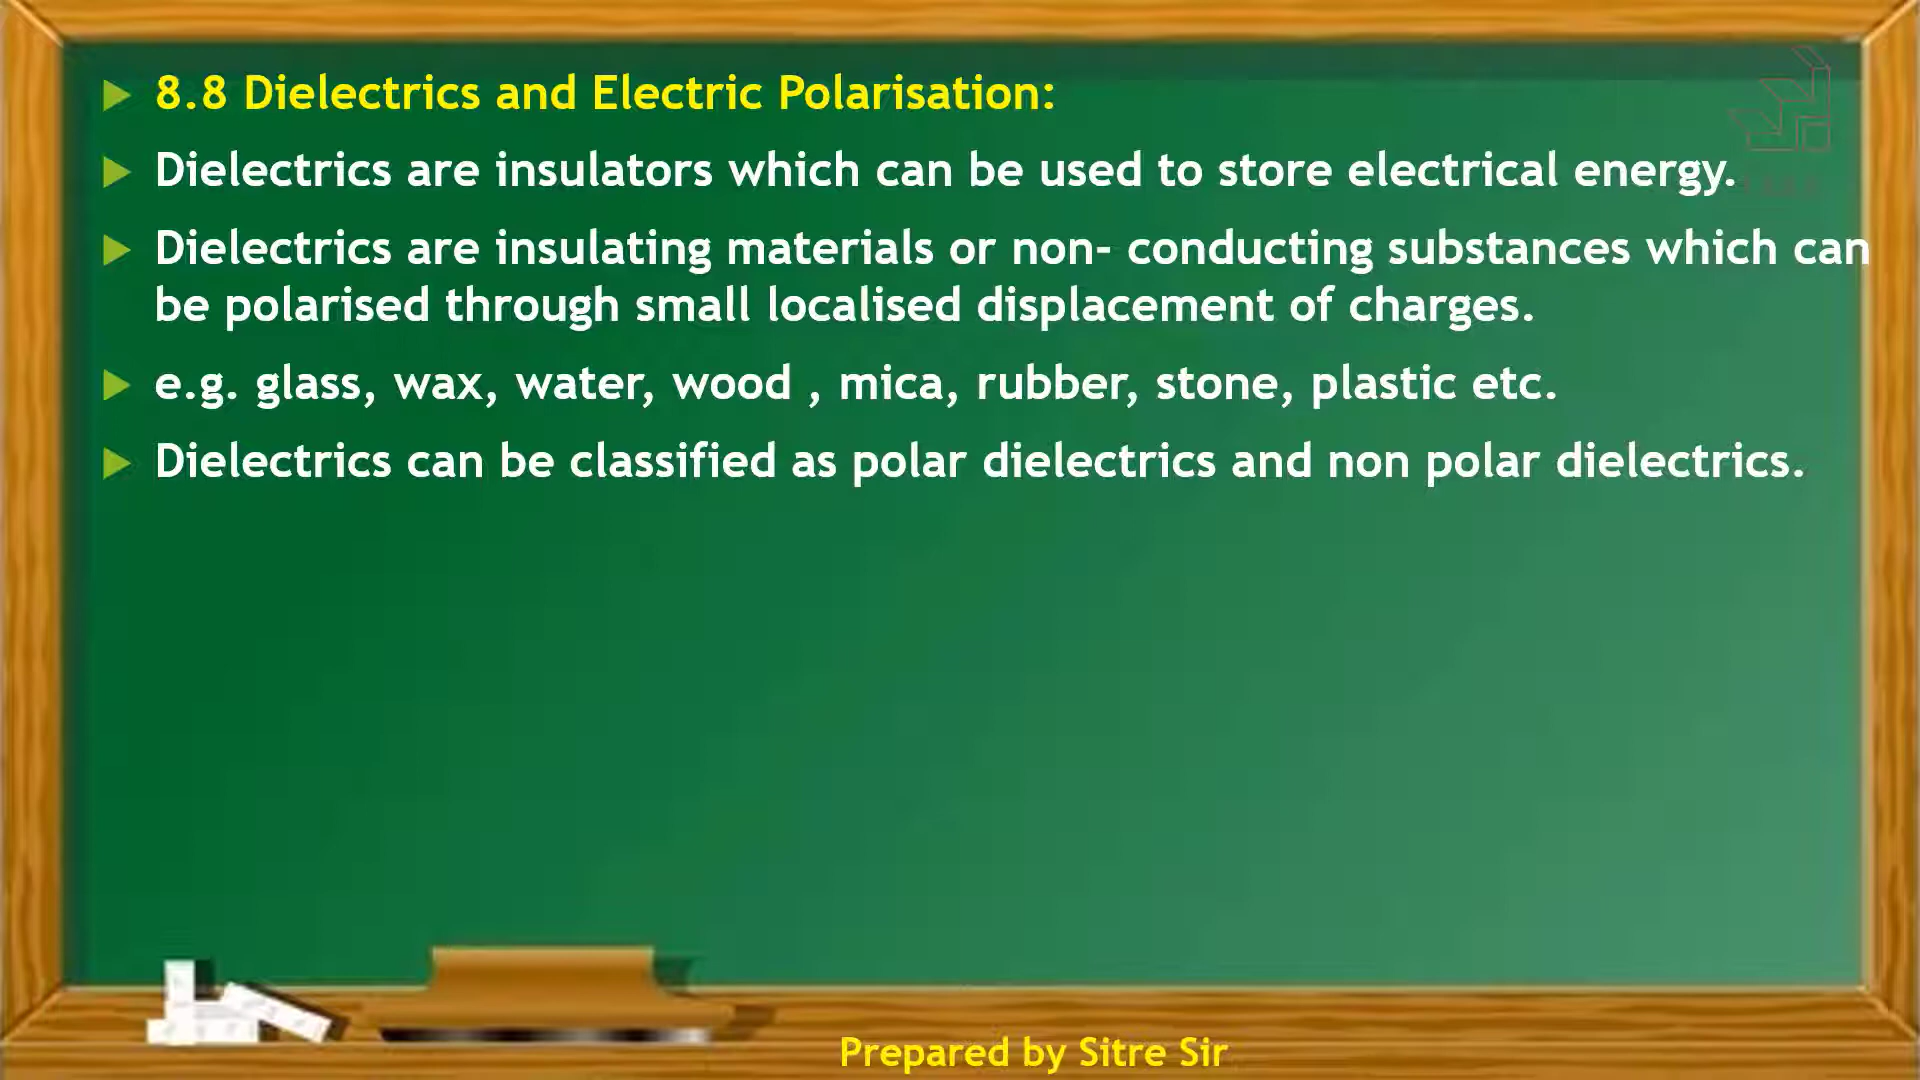 8.8 Dielectrics and Electric Polarisation:
Dielectrics are insulators which can be used to store electrical energy.
Dielectrics are insulating materials or non- conducting substances which can
be polarised through small localised displacement of charges.
e.g. glass, wax, water, wood , mica, rubber, stone, plastic etc.
Dielectrics can be classified as polar dielectrics and non polar dielectrics.
Prepared by Sitre Sir